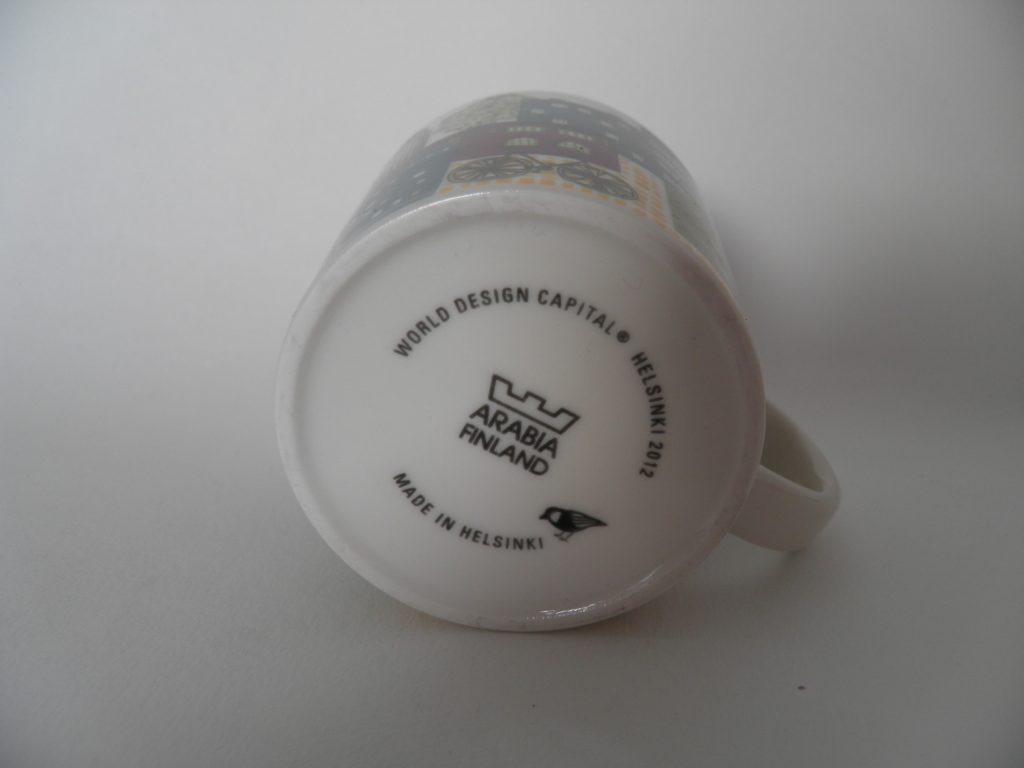 WORLD DESIGN CAPITAL® HELSINKI 2012
ARABIA
FINLAND
MADE IN HELSINKI